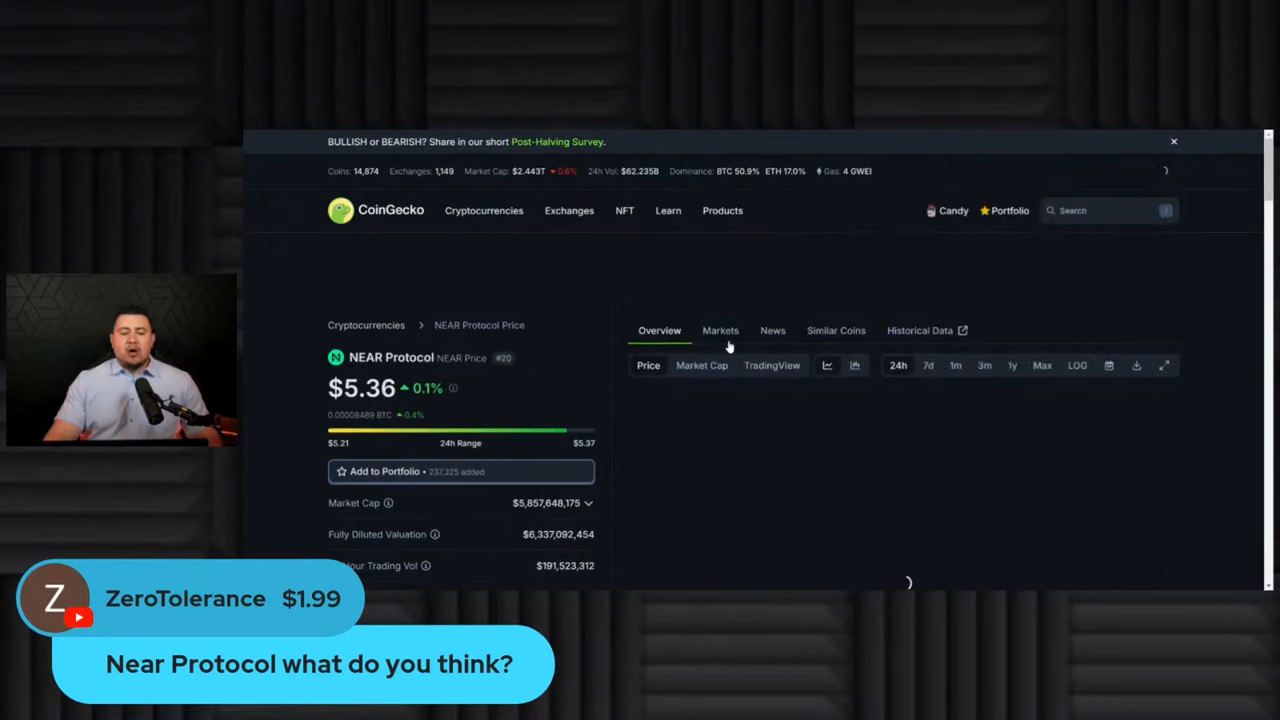 BULLISH or BEARISH? Share in our short Post-Halving Survey.
Coins: 14,874 Exchanges: 1,149 Market Cap: $2.443T 0.6% 24h Vol: $62.235B Dominance: BTC 50.9% ETH 17.0% Gas: 4 GWEI
CoinGecko Cryptocurrencies Exchanges NFT Learn Products Candy Portfolio Search /
Cryptocurrencies > NEAR Protocol Price
Overview Markets News Similar Coins Historical Data
NEAR Protocol NEAR Price #20
Price Market Cap TradingView 24h 7d 1m 3m 1y Max LOG
$5.36 0.1%
0.00008489 BTC 0.4%
$5.21 24h Range $5.37
Add to Portfolio • 237,325 added
Market Cap $5,857,648,175
Fully Diluted Valuation $6,337,092,454
our Trading Vol $191,523,312
Z ZeroTolerance $1.99
Near Protocol what do you think?